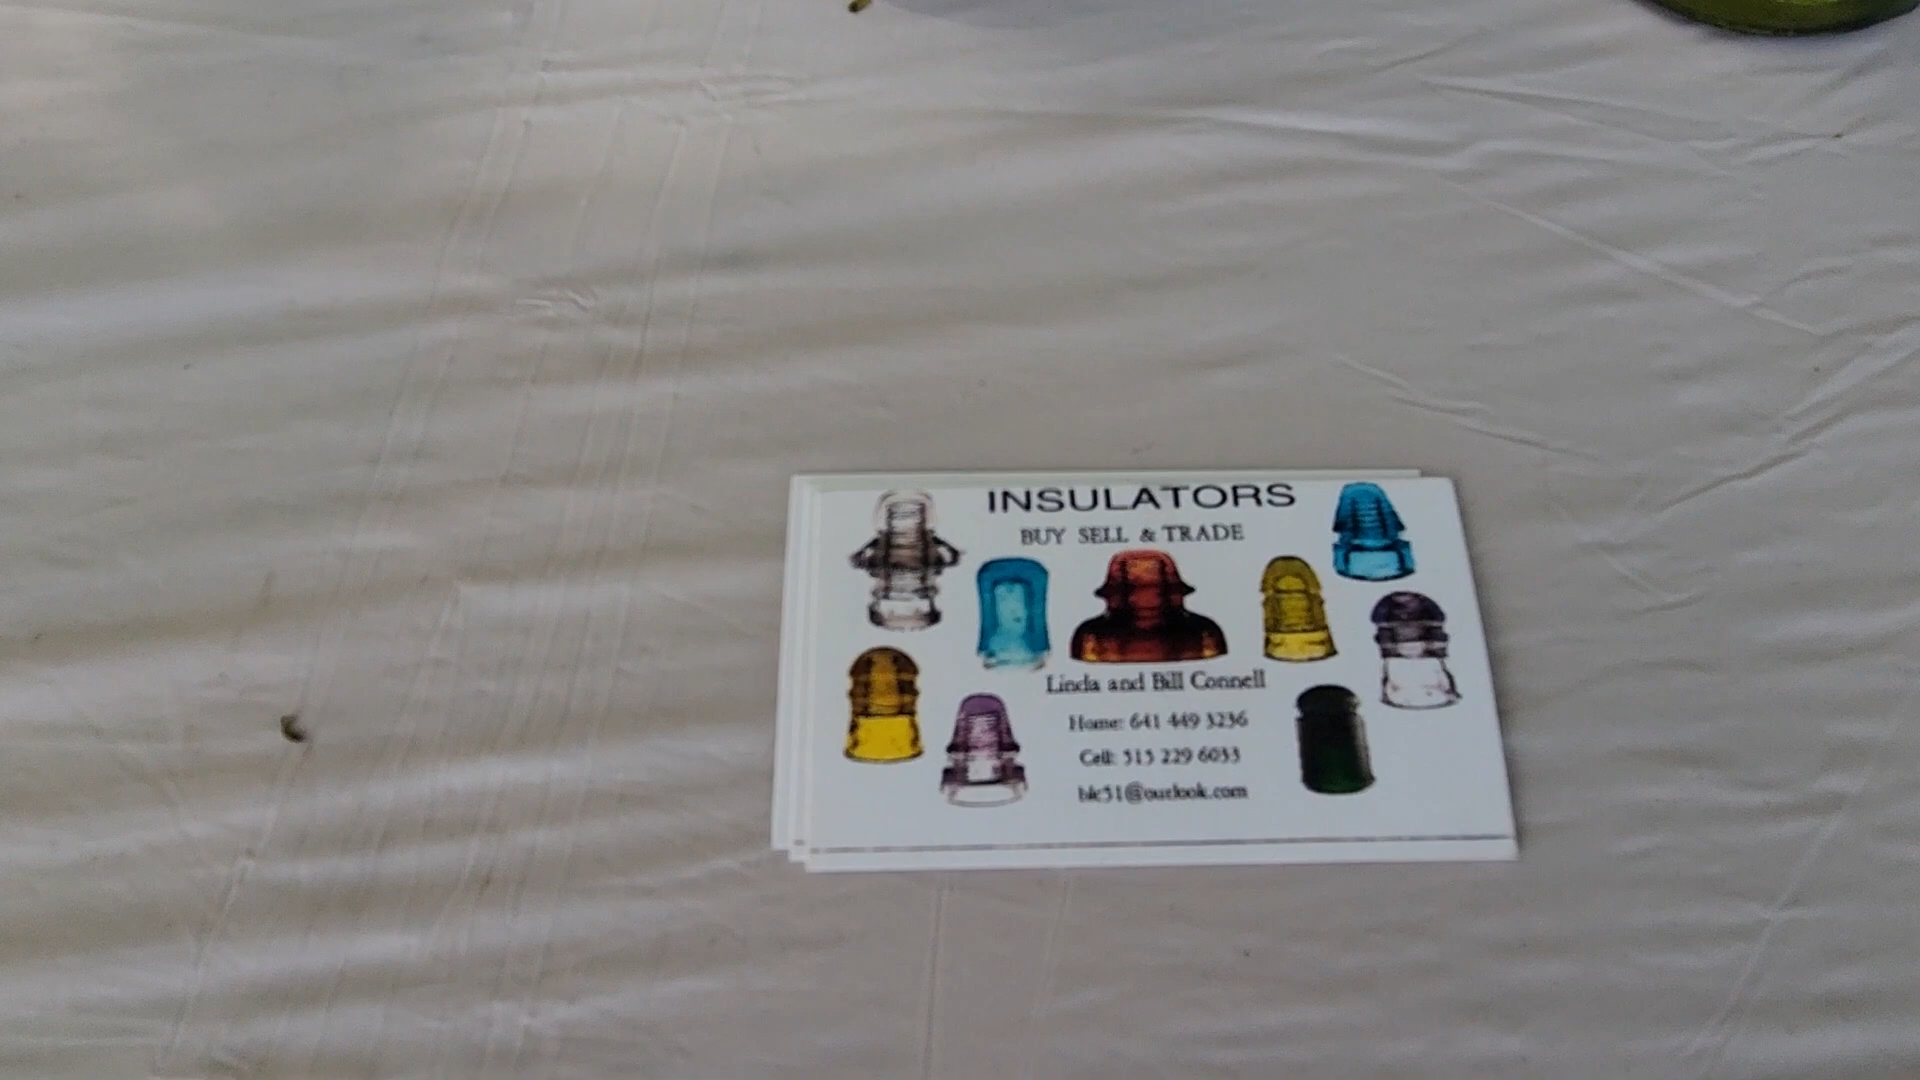 INSULATORS
BUY SELL & TRADE
Linda and Bill Connell
Home: 641 449 3236
Cell: 515 229 6033
blc51@outlook.com